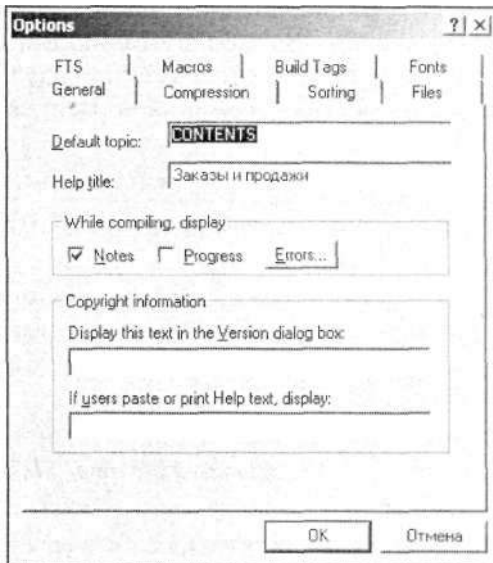 Options
FTS Macros Build Tags Fonts
General Compression Sorting Files
Default topic: CONTENTS
Help title: Заказы и продажи
While compiling, display
Notes Progress Errors...
Copyright information
Display this text in the Version dialog box:
If users paste or print Help text, display:
OK Отмена